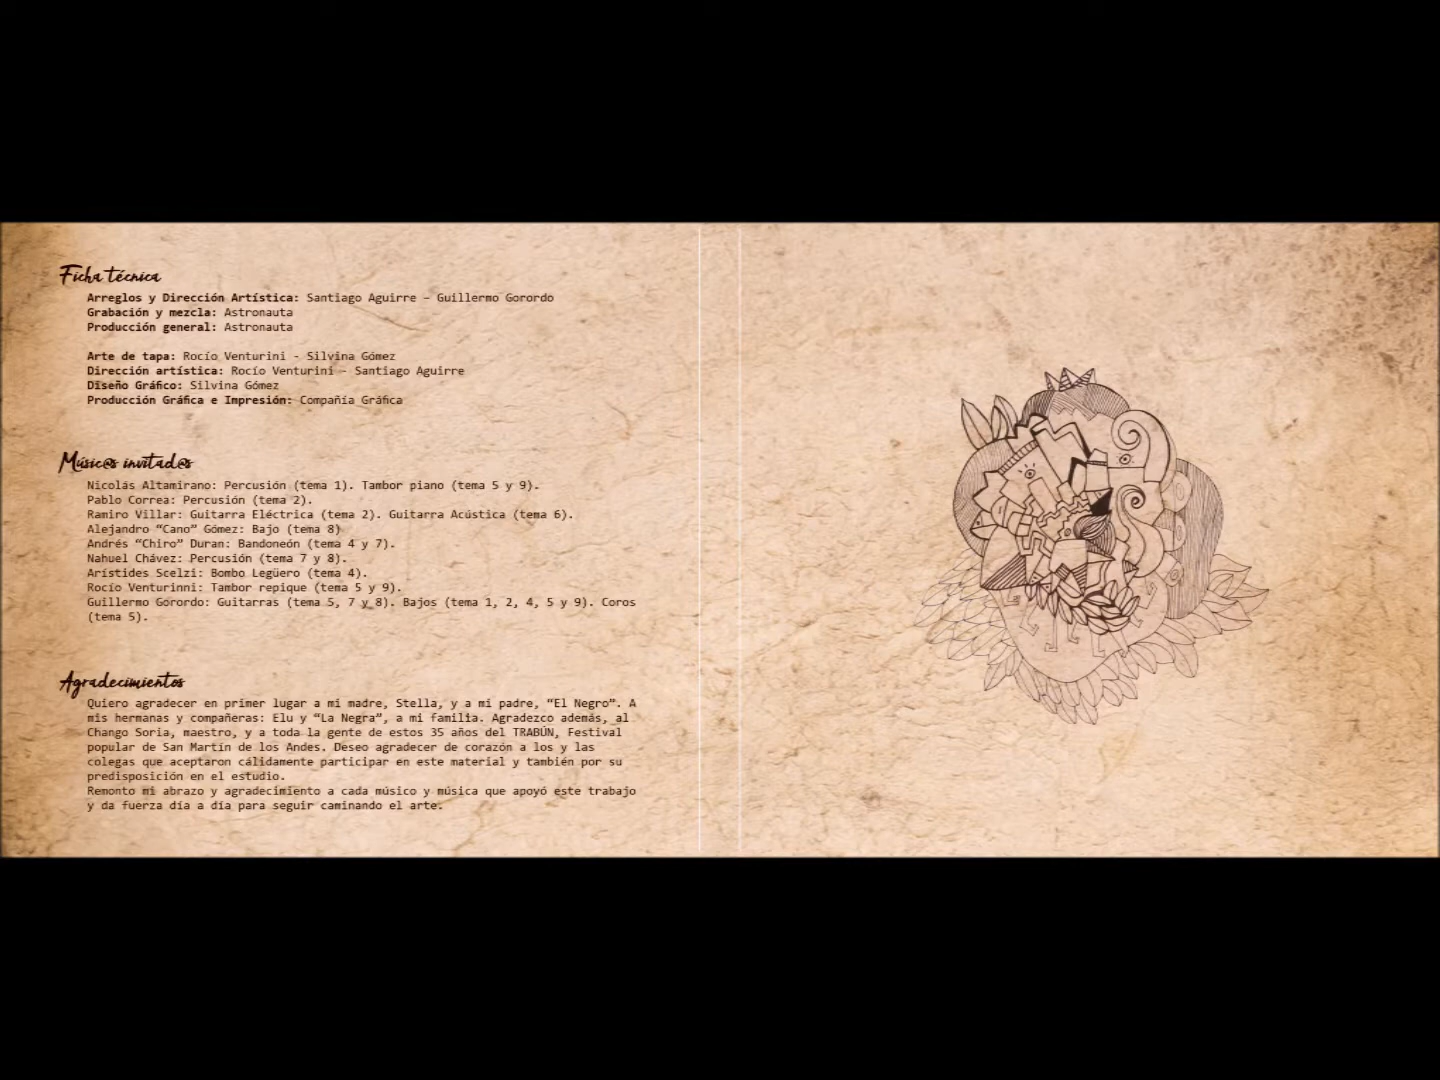 Ficha técnica
Arreglos y Dirección Artística: Santiago Aguirre – Guillermo Gorordo
Grabación y mezcla: Astronauta
Producción general: Astronauta
Arte de tapa: Rocío Venturini - Silvina Gómez
Dirección artística: Rocío Venturini – Santiago Aguirre
Diseño Gráfico: Silvina Gómez
Producción Gráfica e Impresión: Compañía Gráfica
Músic@s invitad@s
Nicolás Altamirano: Percusión (tema 1). Tambor piano (tema 5 y 9).
Pablo Correa: Percusión (tema 2).
Ramiro Villar: Guitarra Eléctrica (tema 2). Guitarra Acústica (tema 6).
Alejandro “Cano” Gómez: Bajo (tema 8)
Andrés “Chiro” Duran: Bandoneón (tema 4 y 7).
Nahuel Chávez: Percusión (tema 7 y 8).
Arístides Scelzi: Bombo Legüero (tema 4).
Rocío Venturinni: Tambor repique (tema 5 y 9).
Guillermo Gorordo: Guitarras (tema 5, 7 y 8). Bajos (tema 1, 2, 4, 5 y 9). Coros
(tema 5).
Agradecimientos
Quiero agradecer en primer lugar a mi madre, Stella, y a mi padre, “El Negro”. A
mis hermanas y compañeras: Elu y “La Negra”, a mi familia. Agradezco además, al
Chango Soria, maestro, y a toda la gente de estos 35 años del TRABÚN, Festival
popular de San Martín de los Andes. Deseo agradecer de corazón a los y las
colegas que aceptaron cálidamente participar en este material y también por su
predisposición en el estudio.
Remonto mi abrazo y agradecimiento a cada músico y música que apoyó este trabajo
y da fuerza día a día para seguir caminando el arte.